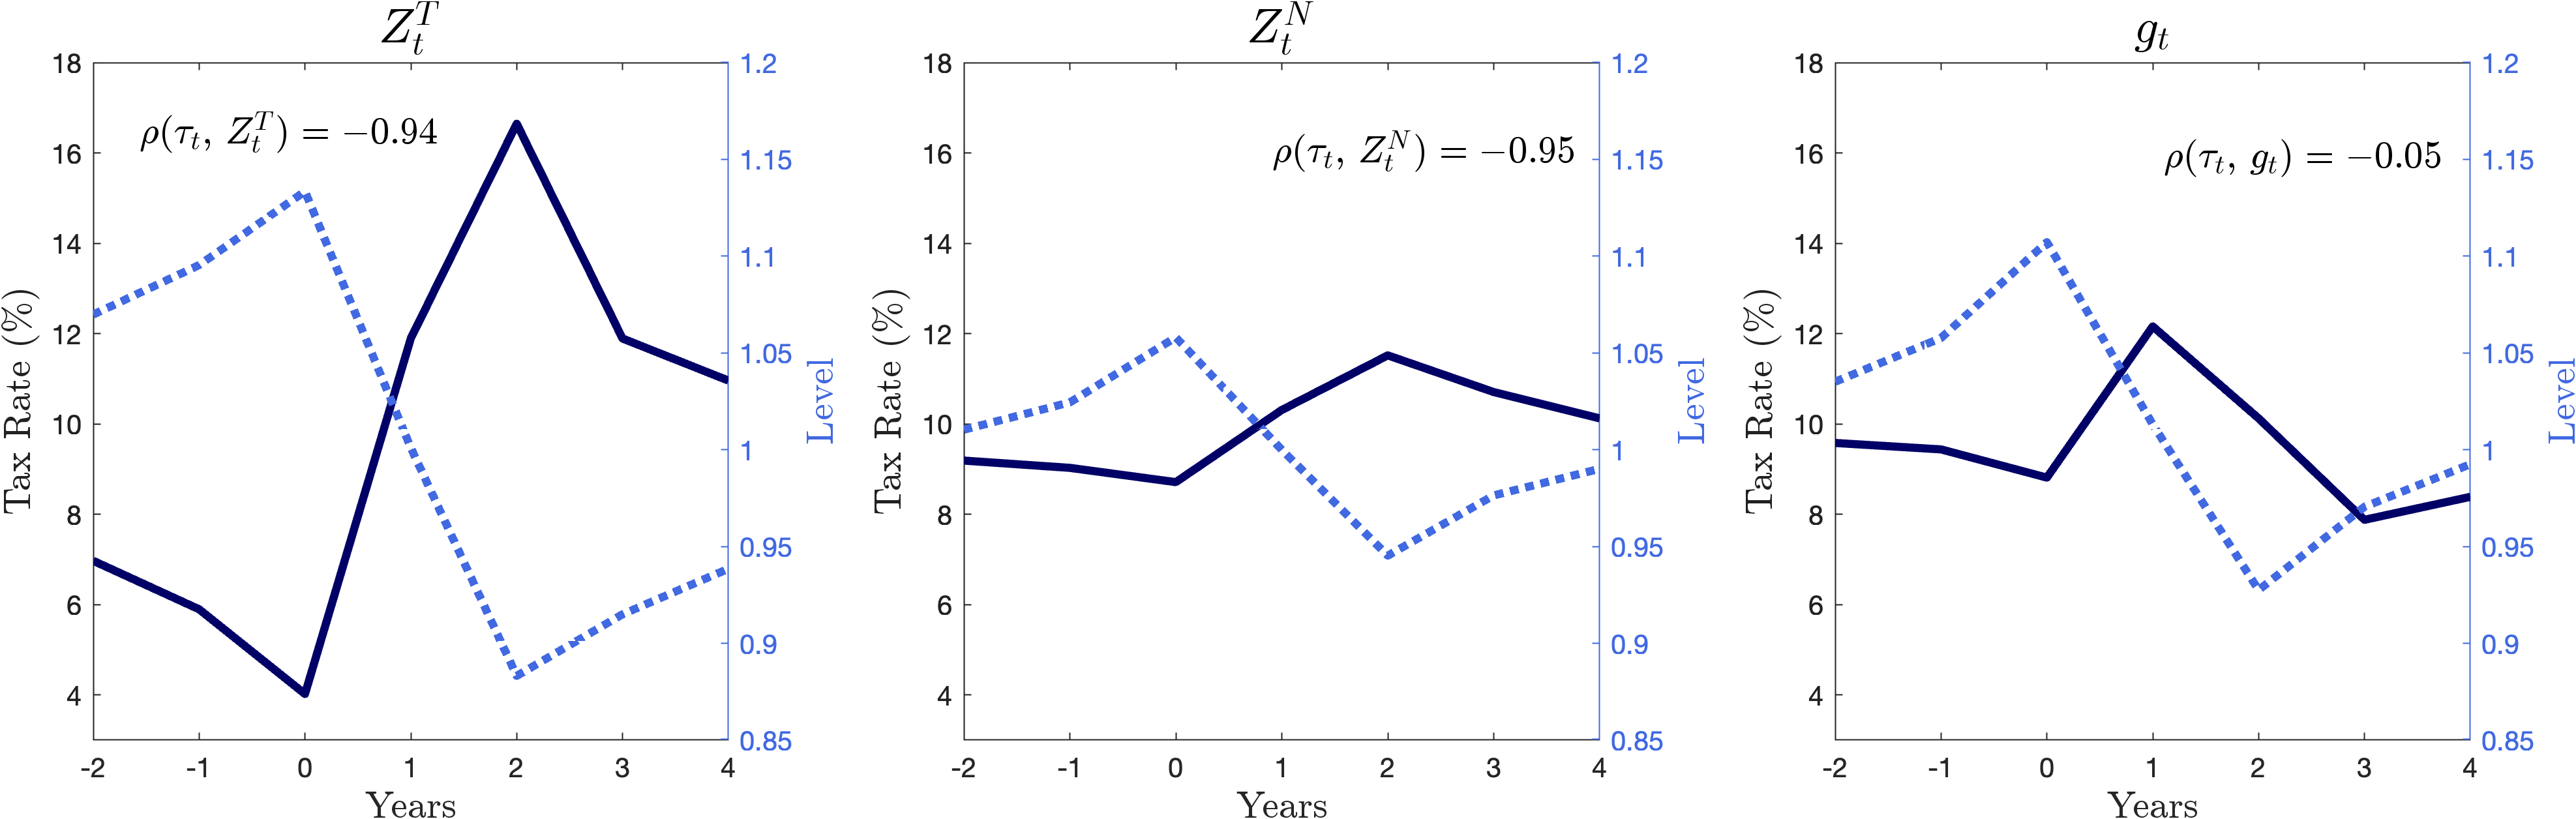 Z_t^T
Tax Rate (%)
18
16
14
12
10
8
6
4
ρ(τ_t, Z_t^T) = −0.94
1.2
1.15
1.1
1.05
1
0.95
0.9
0.85
Level
-2 -1 0 1 2 3 4
Years
Z_t^N
Tax Rate (%)
18
16
14
12
10
8
6
4
ρ(τ_t, Z_t^N) = −0.95
1.2
1.15
1.1
1.05
1
0.95
0.9
0.85
Level
-2 -1 0 1 2 3 4
Years
g_t
Tax Rate (%)
18
16
14
12
10
8
6
4
ρ(τ_t, g_t) = −0.05
1.2
1.15
1.1
1.05
1
0.95
0.9
0.85
Level
-2 -1 0 1 2 3 4
Years